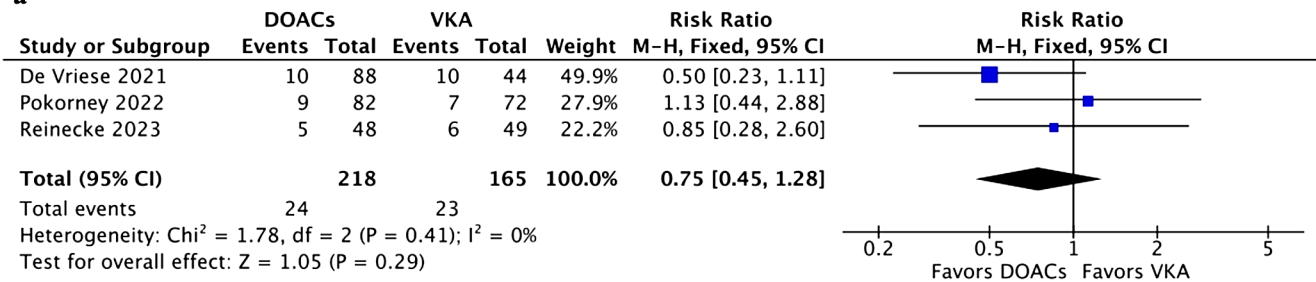 DOACs VKA Risk Ratio Risk Ratio
Study or Subgroup Events Total Events Total Weight M-H, Fixed, 95% CI M-H, Fixed, 95% CI
De Vriese 2021 10 88 10 44 49.9% 0.50 [0.23, 1.11]
Pokorney 2022 9 82 7 72 27.9% 1.13 [0.44, 2.88]
Reinecke 2023 5 48 6 49 22.2% 0.85 [0.28, 2.60]
Total (95% CI) 218 165 100.0% 0.75 [0.45, 1.28]
Total events 24 23
Heterogeneity: Chi² = 1.78, df = 2 (P = 0.41); I² = 0%
Test for overall effect: Z = 1.05 (P = 0.29)
0.2 0.5 1 2 5
Favors DOACs Favors VKA